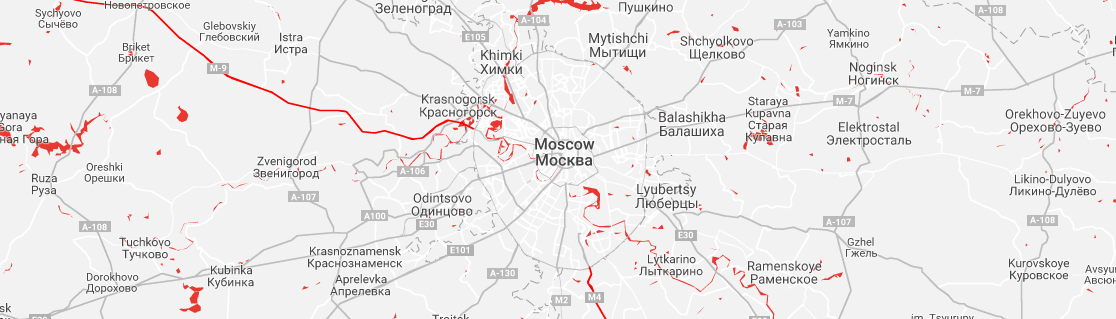 Sychyovo
Сычёво
Новопетровское
Glebovskiy
Глебовский
Istra
Истра
Briket
Брикет
Зеленоград
A-104
E105
Khimki
Химки
Пушкино
Mytishchi
Мытищи
Shchyolkovo
Щелково
A-103
Yamkino
Ямкино
A-108
Noginsk
Ногинск
M-9
A-108
M-7
M-7
Krasnogorsk
Красногорск
Balashikha
Балашиха
Staraya
Kupavna
Старая
Купавна
Elektrostal
Электросталь
Orekhovo-Zuyevo
Орехово-Зуево
Moscow
Москва
Zvenigorod
Звенигород
A-106
Oreshki
Орешки
Ruza
Руза
A-107
Odintsovo
Одинцово
Lyubertsy
Люберцы
Likino-Dulyovo
Ликино-Дулёво
A-108
A100
E30
E30
A-107
A-108
Tuchkovo
Тучково
Krasnoznamensk
Краснознаменск
E101
Gzhel
Гжель
Kubinka
Кубинка
Dorokhovo
Дорохово
Aprelevka
Апрелевка
A-130
M2
M4
Lytkarino
Лыткарино
Ramenskoye
Раменское
Kurovskoye
Куровское